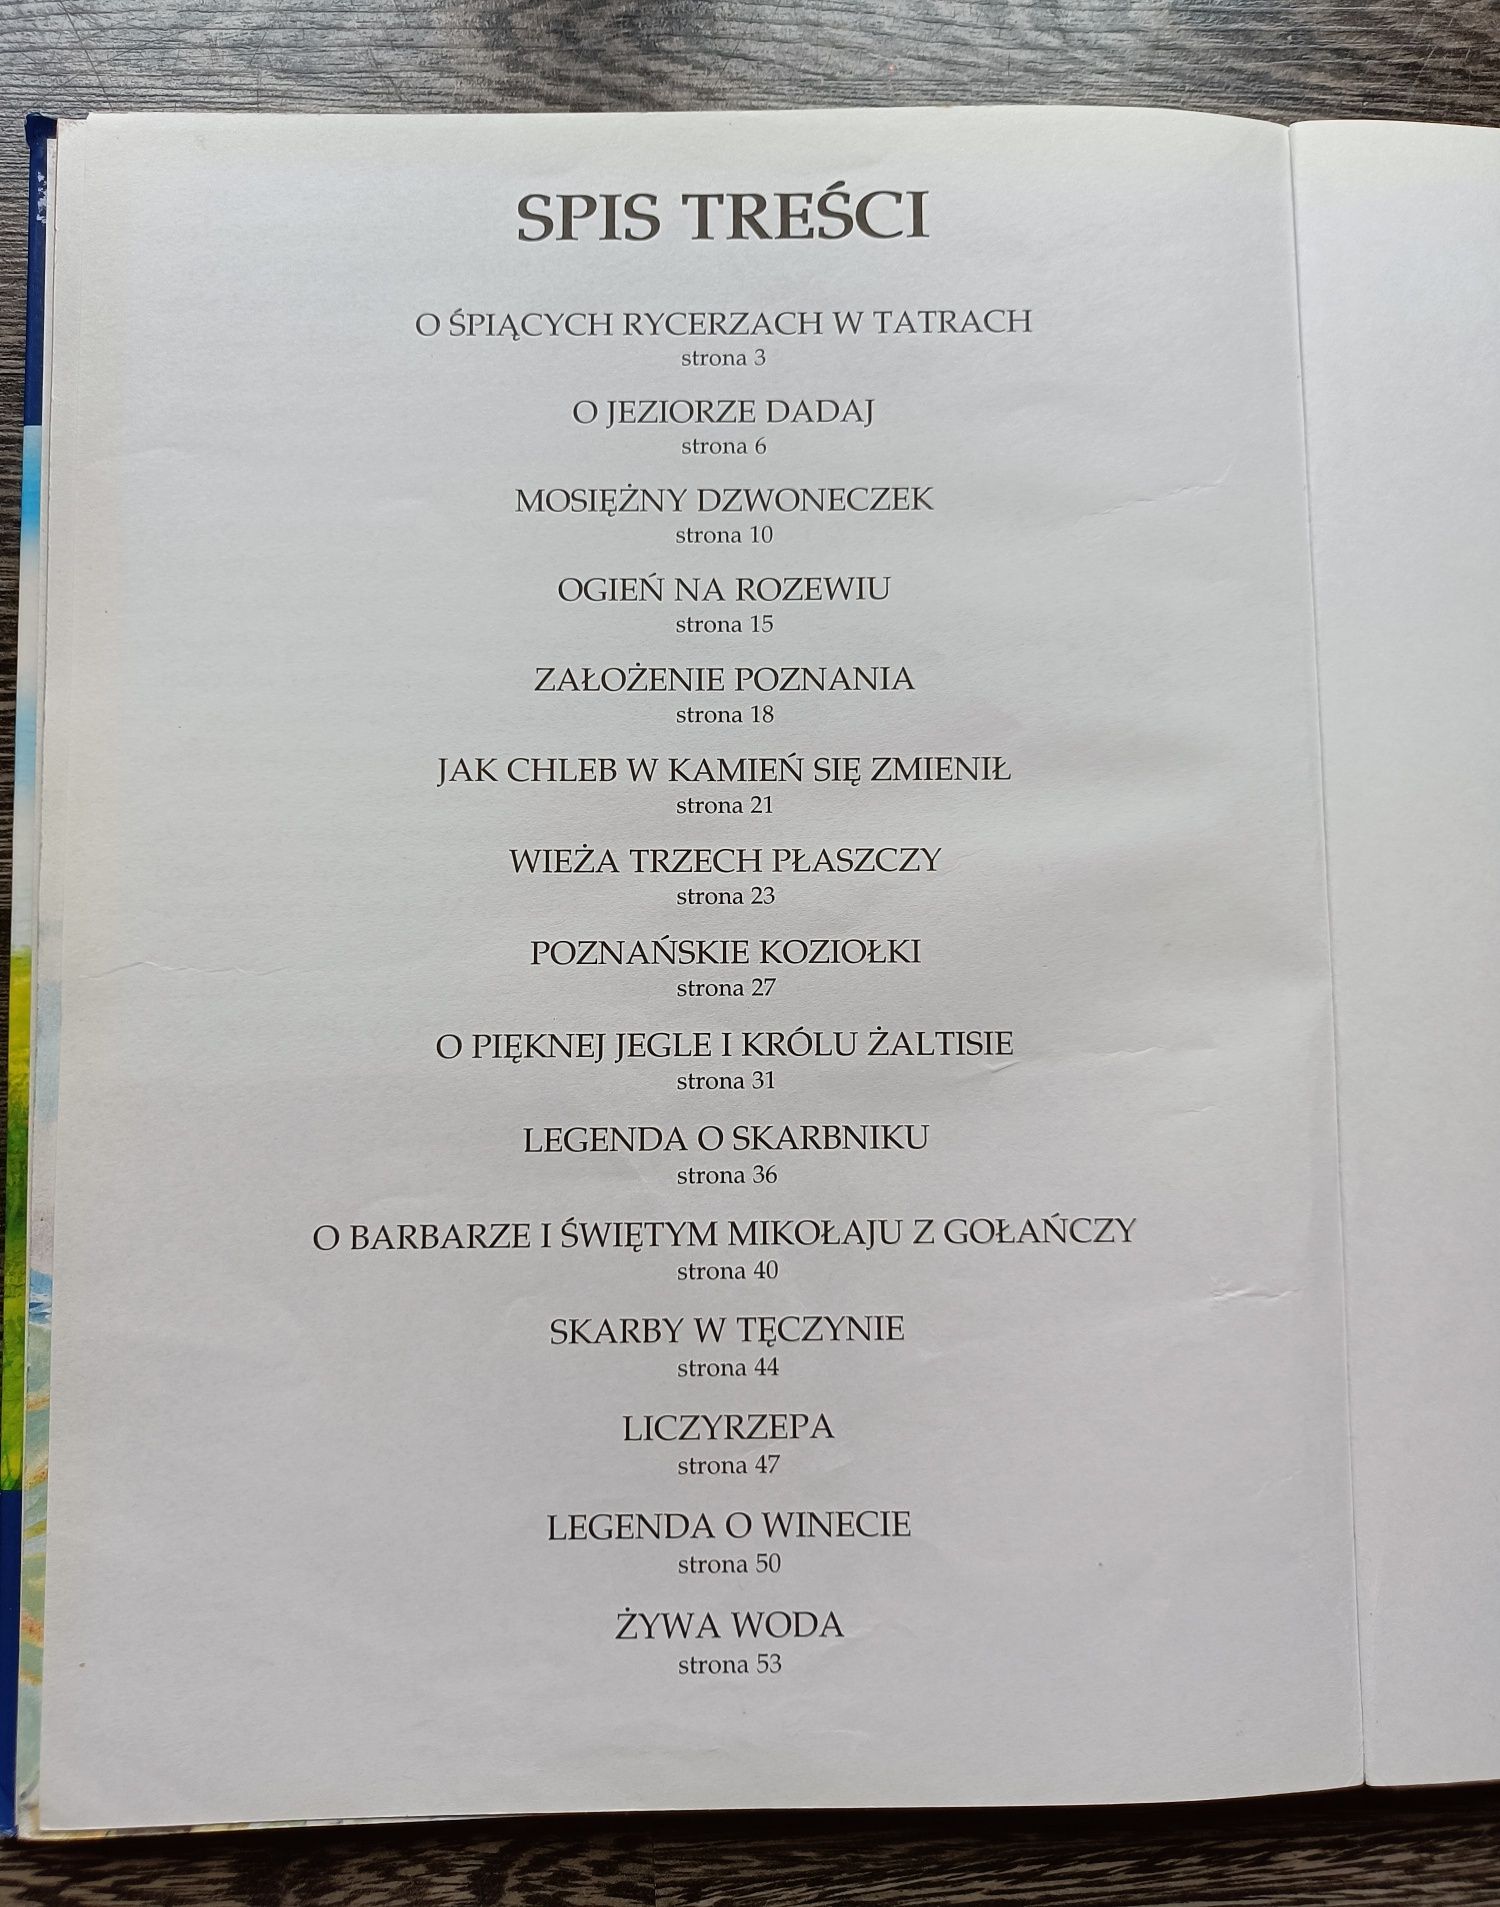 SPIS TREŚCI
O ŚPIĄCYCH RYCERZACH W TATRACH
strona 3
O JEZIORZE DADAJ
strona 6
MOSIĘŻNY DZWONECZEK
strona 10
OGIEŃ NA ROZEWIU
strona 15
ZAŁOŻENIE POZNANIA
strona 18
JAK CHLEB W KAMIEŃ SIĘ ZMIENIŁ
strona 21
WIEŻA TRZECH PŁASZCZY
strona 23
POZNAŃSKIE KOZIOŁKI
strona 27
O PIĘKNEJ JEGLE I KRÓLU ŻALTISIE
strona 31
LEGENDA O SKARBNIKU
strona 36
O BARBARZE I ŚWIĘTYM MIKOŁAJU Z GOŁAŃCZY
strona 40
SKARBY W TĘCZYNIE
strona 44
LICZYRZEPA
strona 47
LEGENDA O WINECIE
strona 50
ŻYWA WODA
strona 53